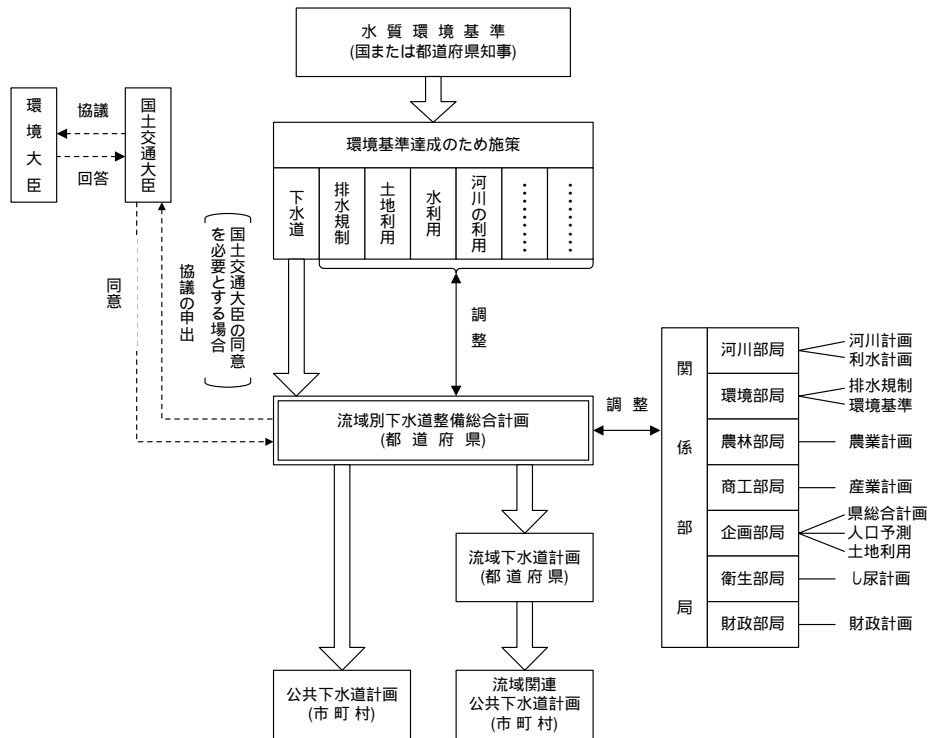 水質環境基準
(国または都道府県知事)
環境大臣
協議
回答
国土交通大臣
環境基準達成のため施策
下水道
排水規制
土地利用
水利用
河川の利用
………
………
同意
協議の申出
国土交通大臣の同意
を必要とする場合
調整
流域別下水道整備総合計画
(都道府県)
調整
関係部局
河川部局
河川計画
利水計画
環境部局
排水規制
環境基準
農林部局
農業計画
商工部局
産業計画
企画部局
県総合計画
人口予測
土地利用
衛生部局
し尿計画
財政部局
財政計画
流域下水道計画
(都道府県)
公共下水道計画
(市町村)
流域関連
公共下水道計画
(市町村)